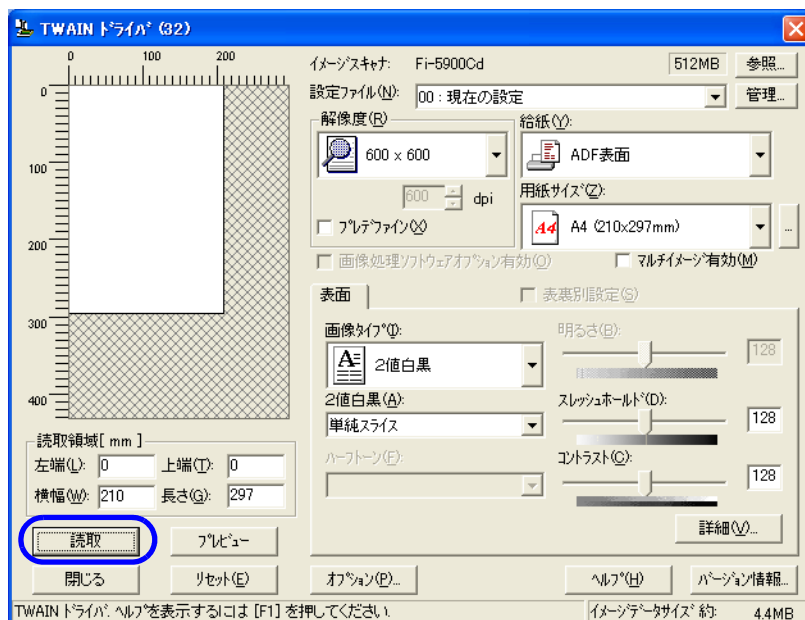 TWAIN ﾄﾞﾗｲﾊﾞ (32)
0 100 200
0
100
200
300
400
ｲﾒｰｼﾞｽｷｬﾅ: Fi-5900Cd 512MB 参照...
設定ﾌｧｲﾙ(N): 00 : 現在の設定 管理...
解像度(R)
600 × 600
600 dpi
ﾌﾟﾚﾃﾞﾌｧｲﾝ(X)
給紙(Y):
ADF表面
用紙ｻｲｽﾞ(Z):
A4 A4 (210x297mm) ...
画像処理ｿﾌﾄｳｪｱｵﾌﾟｼｮﾝ有効(O) ﾏﾙﾁｲﾒｰｼﾞ有効(M)
表面 表裏別設定(S)
画像ﾀｲﾌﾟ(I):
A 2値白黒
2値白黒(A):
単純ｽﾗｲｽ
ﾊｰﾌﾄｰﾝ(F):
明るさ(B):
128
ｽﾚｯｼｭﾎｰﾙﾄﾞ(D):
128
ｺﾝﾄﾗｽﾄ(C):
128
詳細(V)...
読取領域[ mm ]
左端(L): 0 上端(T): 0
横幅(W): 210 長さ(G): 297
読取 ﾌﾟﾚﾋﾞｭｰ
閉じる ﾘｾｯﾄ(E) ｵﾌﾟｼｮﾝ(P)... ﾍﾙﾌﾟ(H) ﾊﾞｰｼﾞｮﾝ情報...
TWAIN ﾄﾞﾗｲﾊﾞ. ﾍﾙﾌﾟを表示するには [F1] を押してください. ｲﾒｰｼﾞﾃﾞｰﾀｻｲｽﾞ 約: 4.4MB